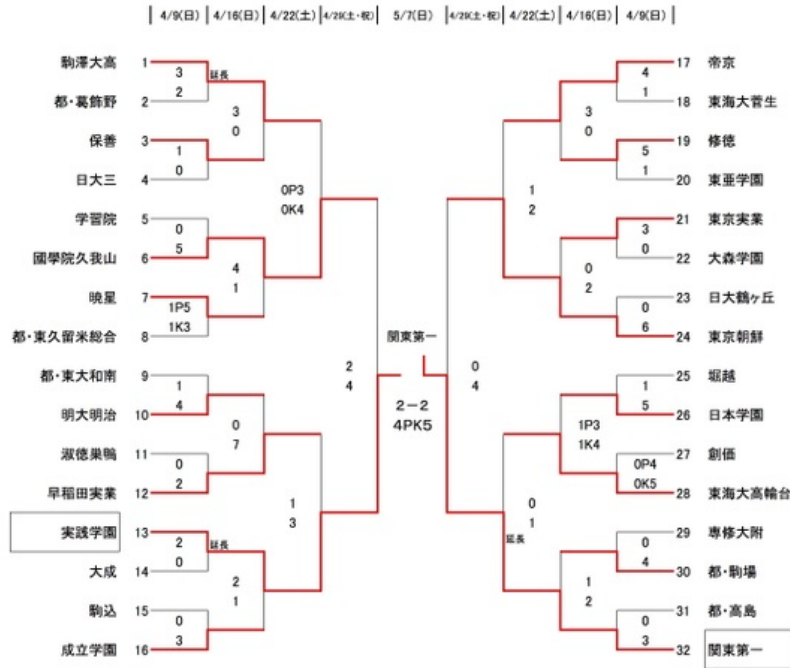 4/9(日) 4/16(日) 4/22(土) 4/29(土・祝) 5/7(日) 4/29(土・祝) 4/22(土) 4/16(日) 4/9(日)
駒澤大高 1
3
2
延長
都・葛飾野 2
3
0
保善 3
1
0
日大三 4
0P3
0K4
学習院 5
0
5
國學院久我山 6
4
1
暁星 7
1P5
1K3
都・東久留米総合 8
2
4
都・東大和南 9
1
4
明大明治 10
0
7
淑徳巣鴨 11
0
2
早稲田実業 12
1
3
実践学園 13
2
0
延長
大成 14
2
1
駒込 15
0
3
成立学園 16
関東第一
2-2
4PK5
17 帝京
4
1
18 東海大菅生
3
0
19 修徳
5
1
20 東亜学園
1
2
21 東京実業
3
0
22 大森学園
0
2
23 日大鶴ヶ丘
0
6
24 東京朝鮮
0
4
25 堀越
1
5
26 日本学園
1P3
1K4
27 創価
0P4
0K5
28 東海大高輪台
0
1
延長
29 専修大附
0
4
30 都・駒場
1
2
31 都・高島
0
3
32 関東第一